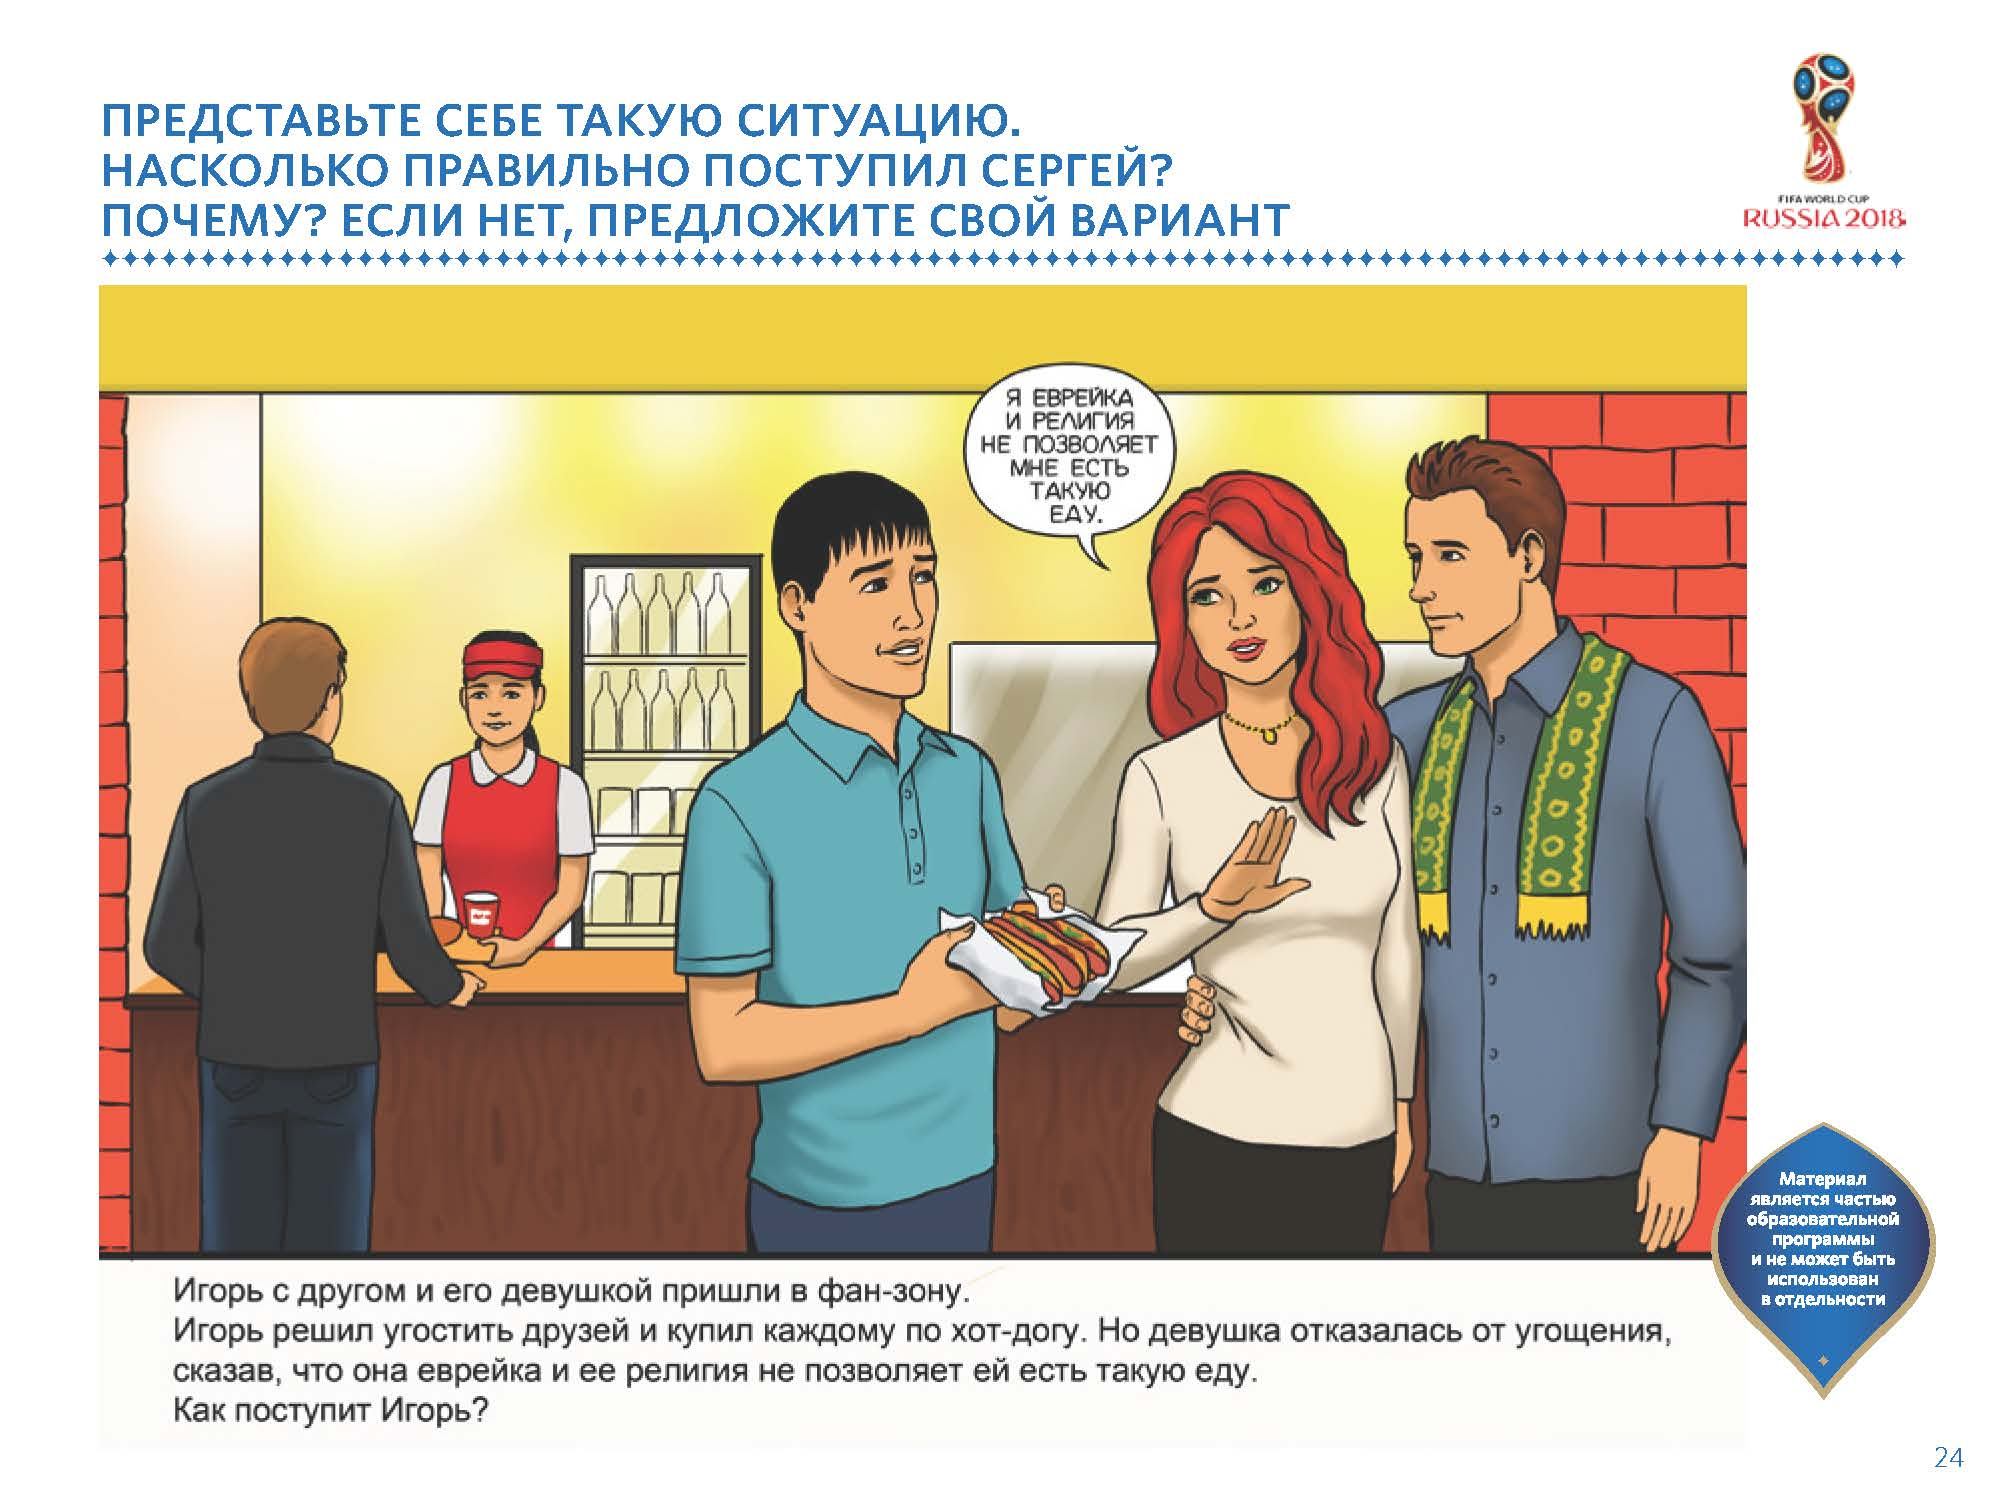 ПРЕДСТАВЬТЕ СЕБЕ ТАКУЮ СИТУАЦИЮ.
НАСКОЛЬКО ПРАВИЛЬНО ПОСТУПИЛ СЕРГЕЙ?
ПОЧЕМУ? ЕСЛИ НЕТ, ПРЕДЛОЖИТЕ СВОЙ ВАРИАНТ
FIFA WORLD CUP
RUSSIA 2018
Я ЕВРЕЙКА
И РЕЛИГИЯ
НЕ ПОЗВОЛЯЕТ
МНЕ ЕСТЬ
ТАКУЮ
ЕДУ.
Игорь с другом и его девушкой пришли в фан-зону.
Игорь решил угостить друзей и купил каждому по хот-догу. Но девушка отказалась от угощения,
сказав, что она еврейка и ее религия не позволяет ей есть такую еду.
Как поступит Игорь?
Материал
является частью
образовательной
программы
и не может быть
использован
в отдельности
24